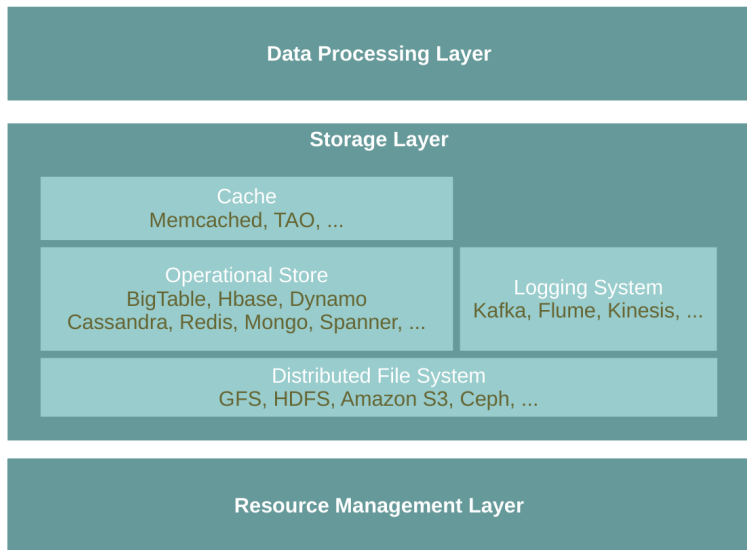 Data Processing Layer
Storage Layer
Cache
Memcached, TAO, ...
Operational Store
BigTable, Hbase, Dynamo
Cassandra, Redis, Mongo, Spanner, ...
Logging System
Kafka, Flume, Kinesis, ...
Distributed File System
GFS, HDFS, Amazon S3, Ceph, ...
Resource Management Layer